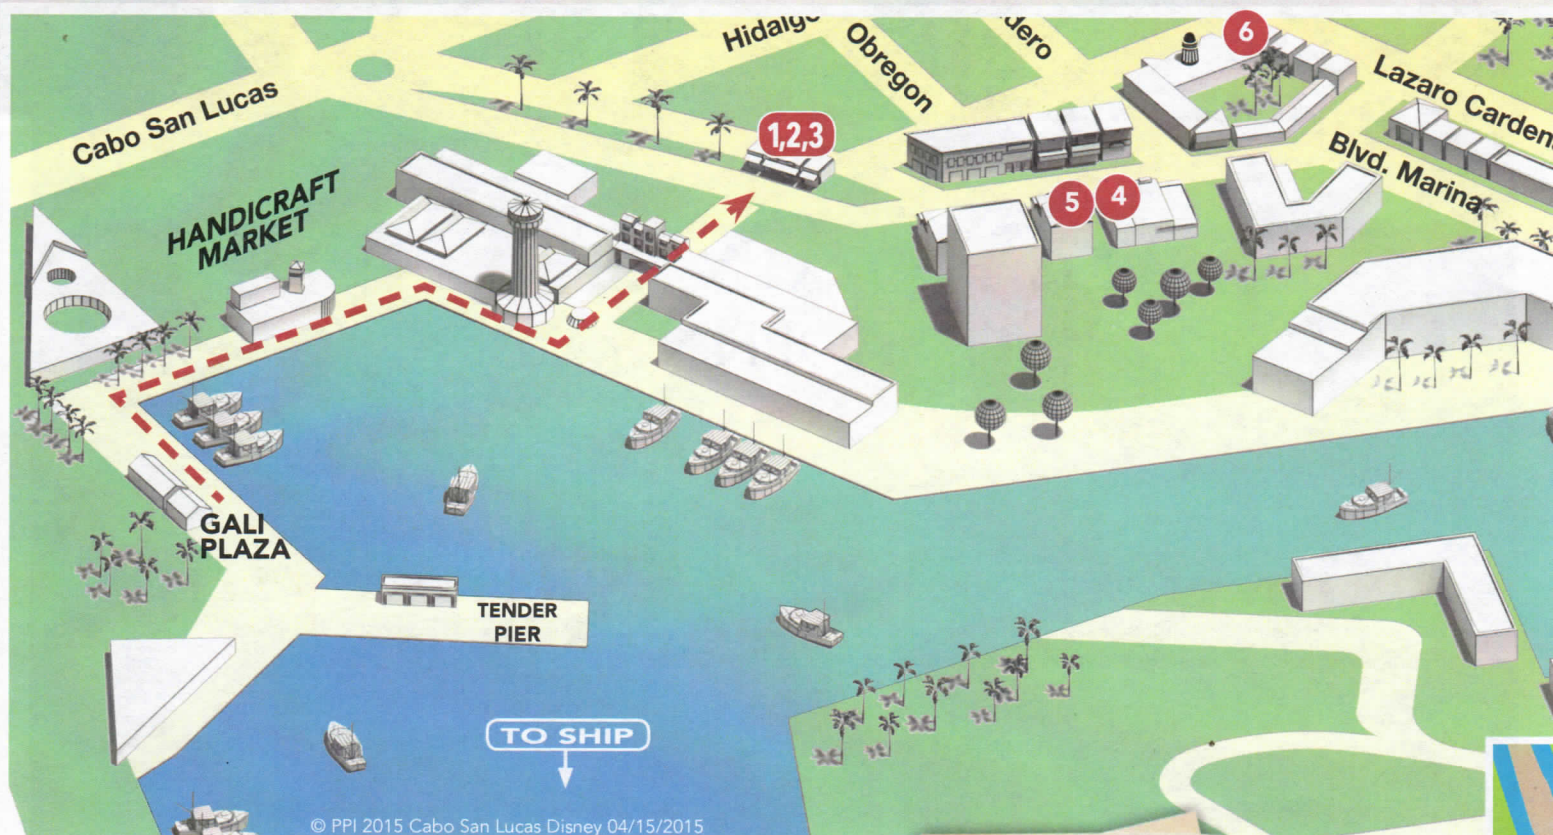 Hidalgo
Obregon
6
Lazaro Carden
Cabo San Lucas
1,2,3
Blvd. Marina
HANDICRAFT
MARKET
5
4
GALI
PLAZA
TENDER
PIER
TO SHIP
© PPI 2015 Cabo San Lucas Disney 04/15/2015